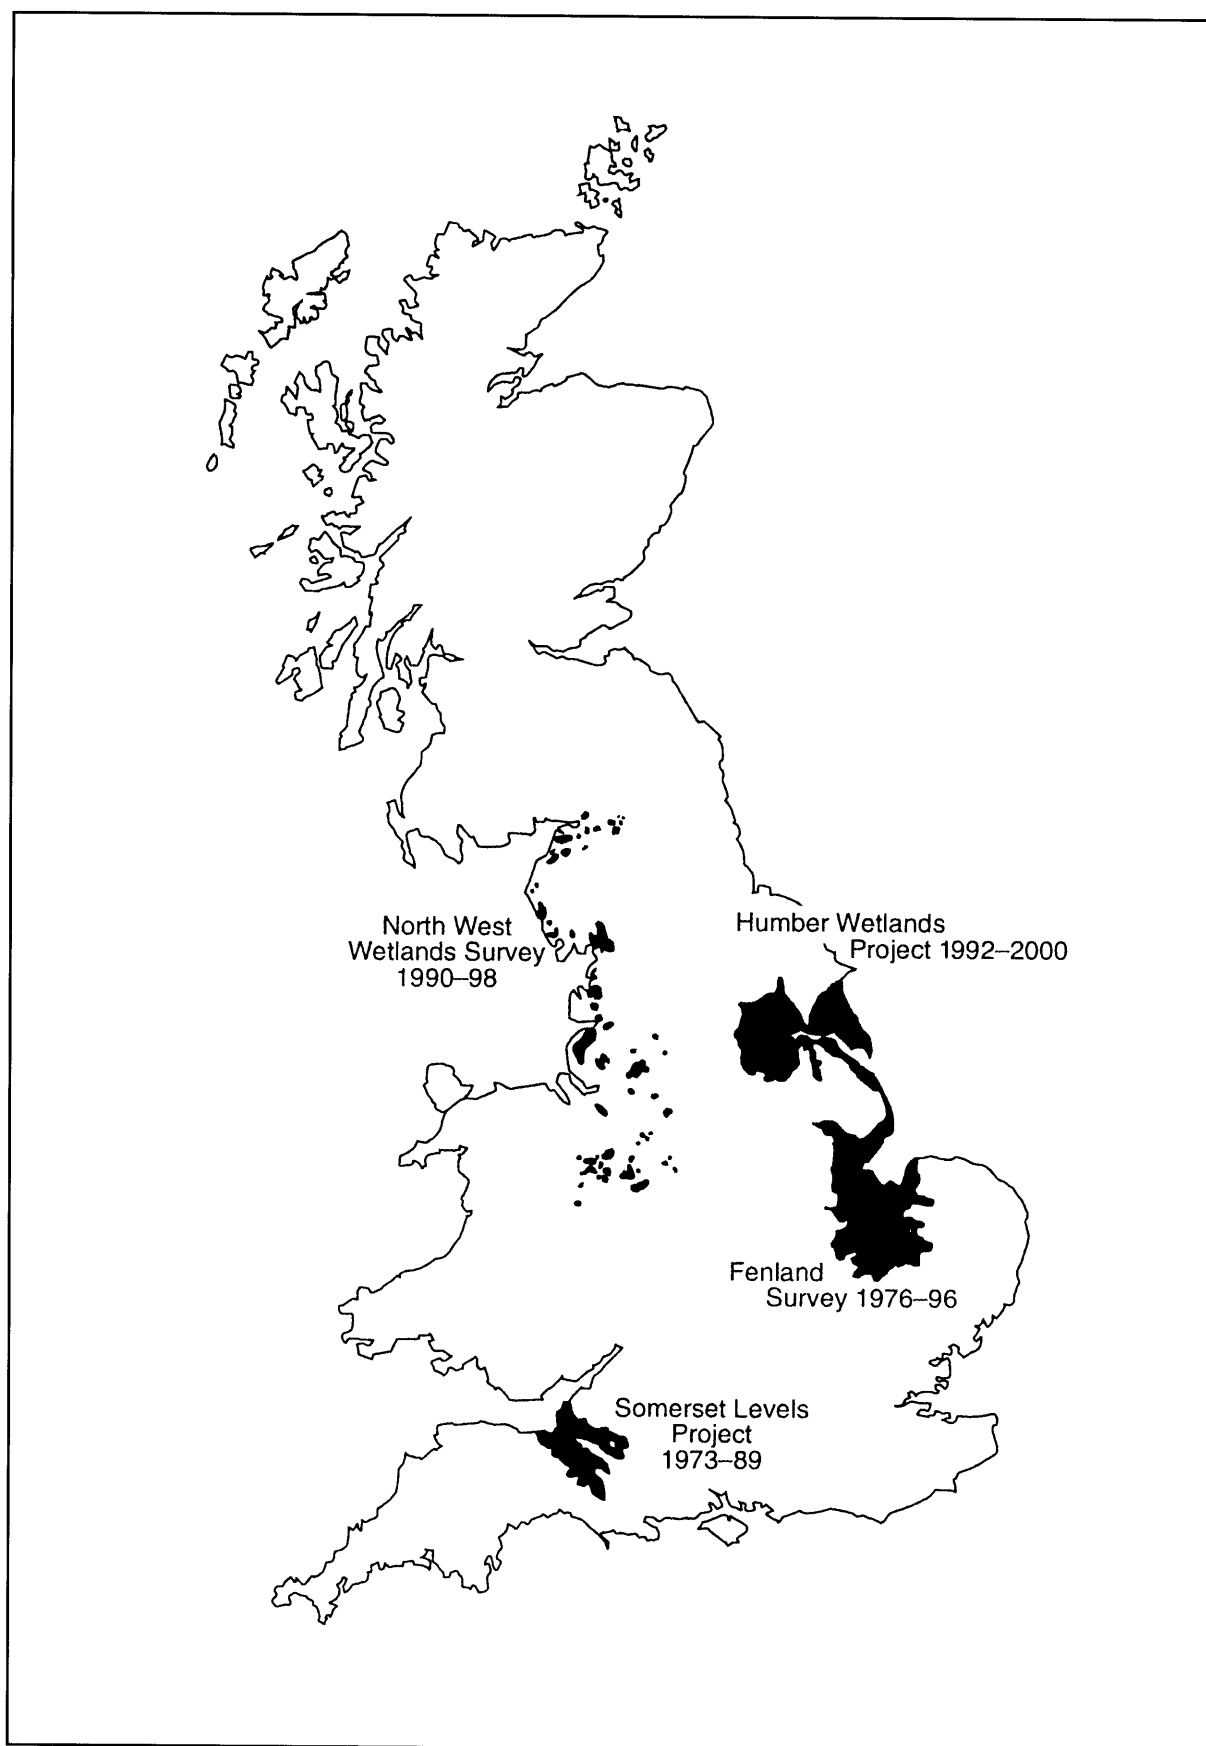 North West
Wetlands Survey
1990–98
Humber Wetlands
Project 1992–2000
Fenland
Survey 1976–96
Somerset Levels
Project
1973–89